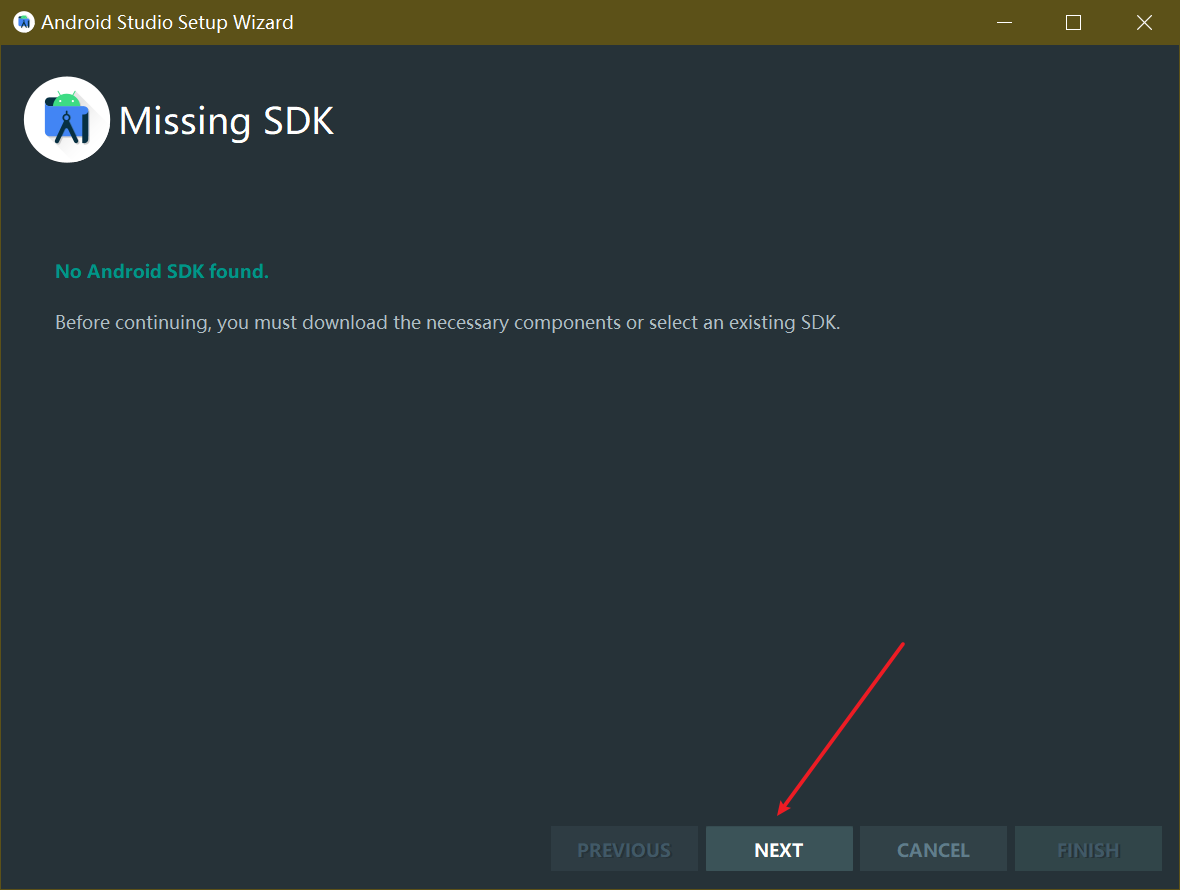 Android Studio Setup Wizard
Missing SDK
No Android SDK found.
Before continuing, you must download the necessary components or select an existing SDK.
PREVIOUS
NEXT
CANCEL
FINISH